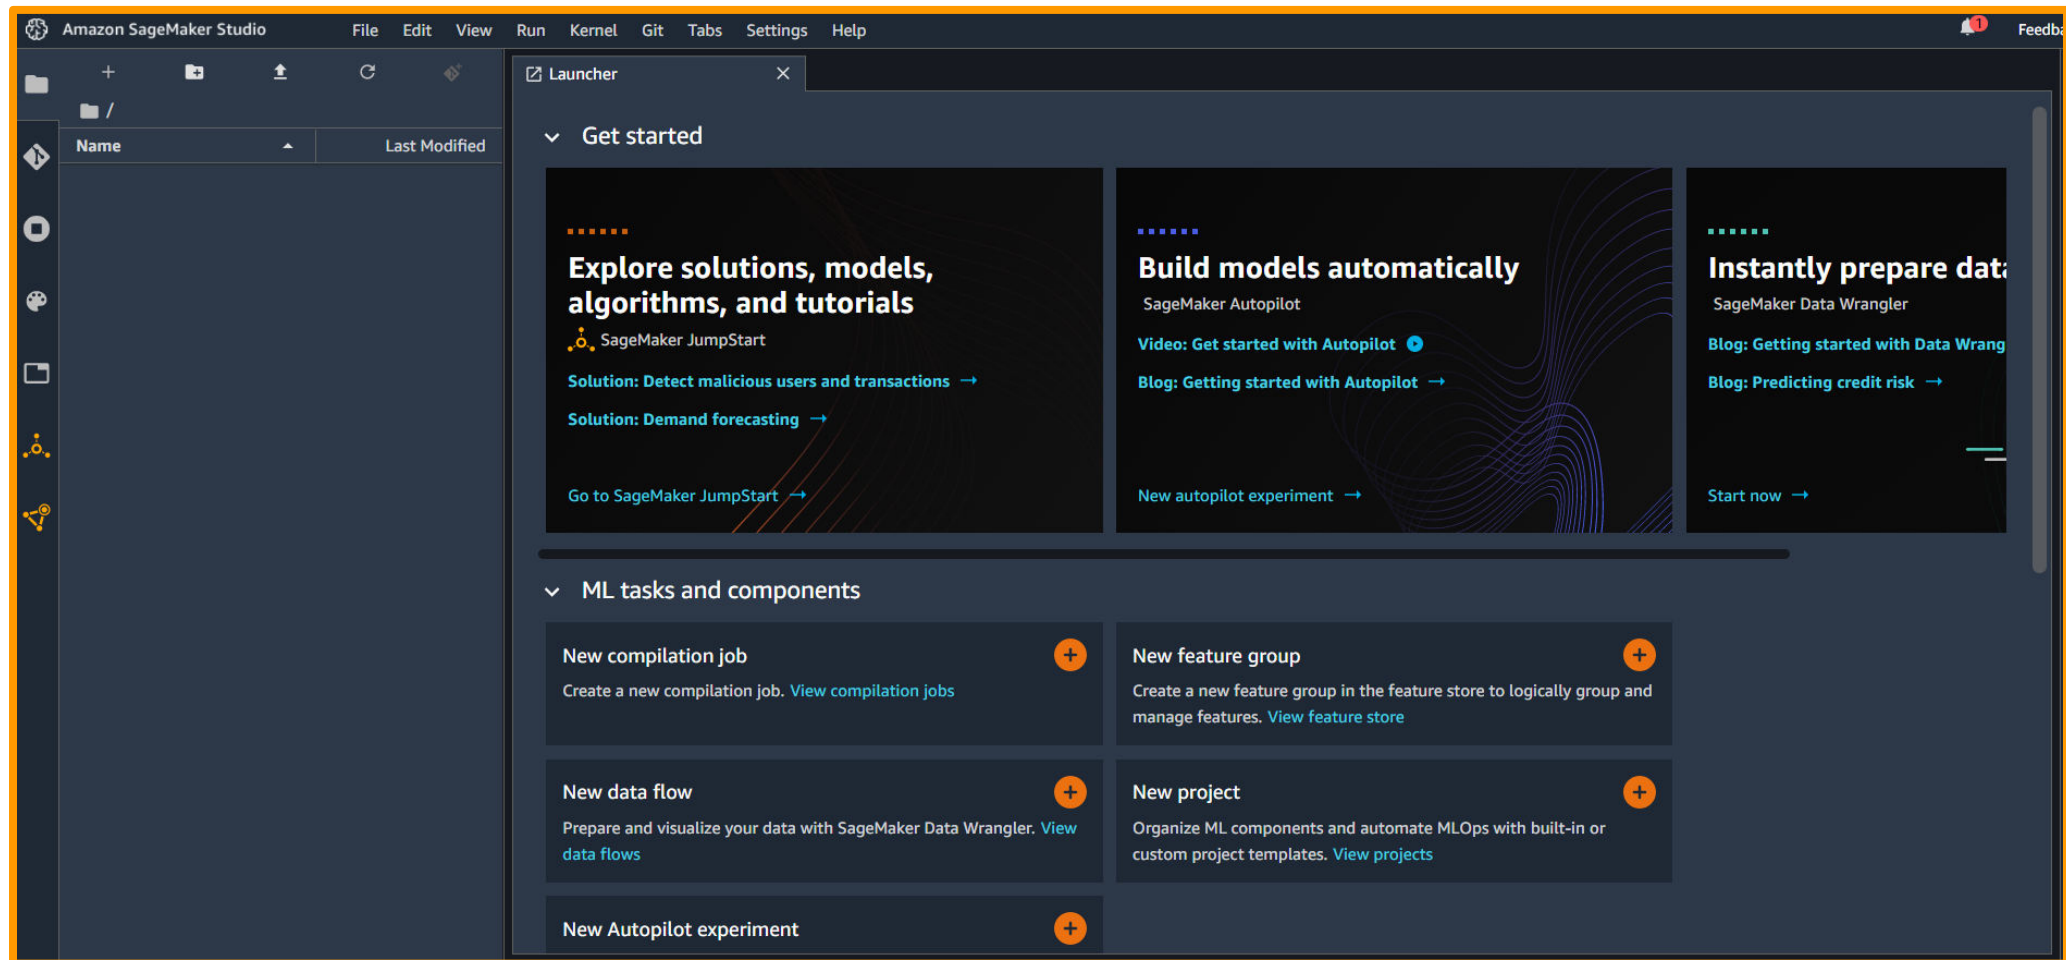 Amazon SageMaker Studio File Edit View Run Kernel Git Tabs Settings Help 1 Feedba
Launcher
/
Name Last Modified
Get started
Explore solutions, models,
algorithms, and tutorials
SageMaker JumpStart
Solution: Detect malicious users and transactions →
Solution: Demand forecasting →
Go to SageMaker JumpStart →
Build models automatically
SageMaker Autopilot
Video: Get started with Autopilot
Blog: Getting started with Autopilot →
New autopilot experiment →
Instantly prepare data
SageMaker Data Wrangler
Blog: Getting started with Data Wrang
Blog: Predicting credit risk →
Start now →
ML tasks and components
New compilation job
Create a new compilation job. View compilation jobs
New feature group
Create a new feature group in the feature store to logically group and
manage features. View feature store
New data flow
Prepare and visualize your data with SageMaker Data Wrangler. View
data flows
New project
Organize ML components and automate MLOps with built-in or
custom project templates. View projects
New Autopilot experiment